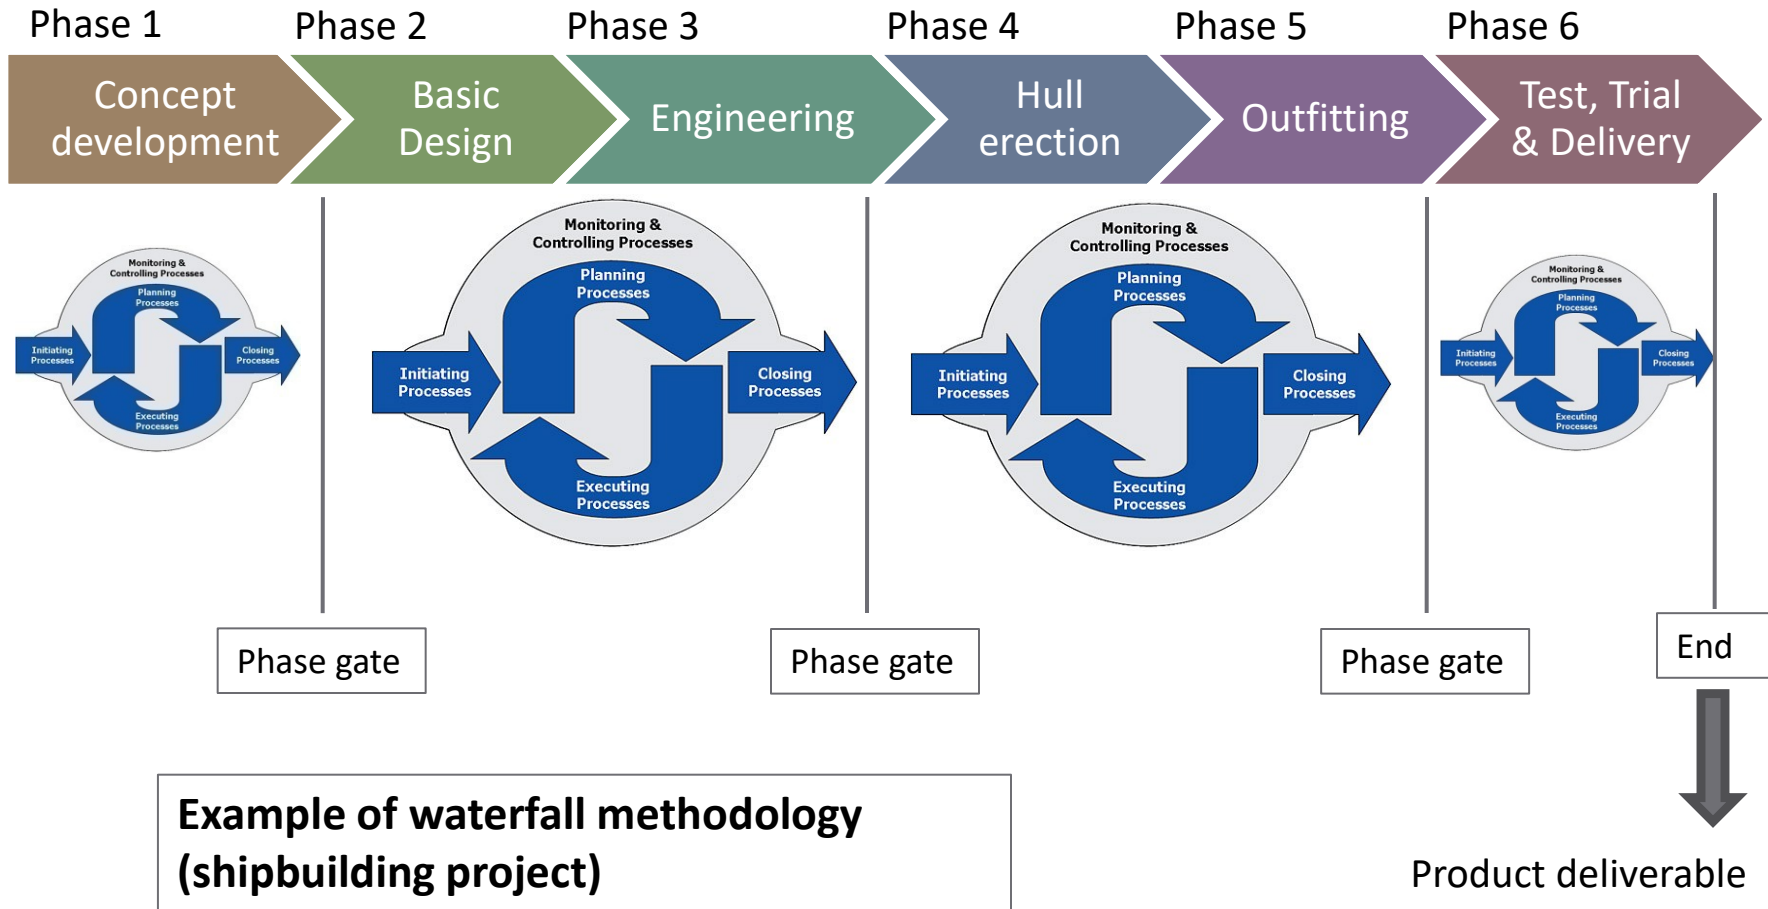 Phase 1
Phase 2
Phase 3
Phase 4
Phase 5
Phase 6
Concept
development
Basic
Design
Engineering
Hull
erection
Outfitting
Test, Trial
& Delivery
Monitoring &
Controlling Processes
Planning
Processes
Initiating
Processes
Closing
Processes
Executing
Processes
Monitoring &
Controlling Processes
Planning
Processes
Initiating
Processes
Closing
Processes
Executing
Processes
Monitoring &
Controlling Processes
Planning
Processes
Initiating
Processes
Closing
Processes
Executing
Processes
Monitoring &
Controlling Processes
Planning
Processes
Initiating
Processes
Closing
Processes
Executing
Processes
Phase gate
Phase gate
Phase gate
End
Example of waterfall methodology
(shipbuilding project)
Product deliverable